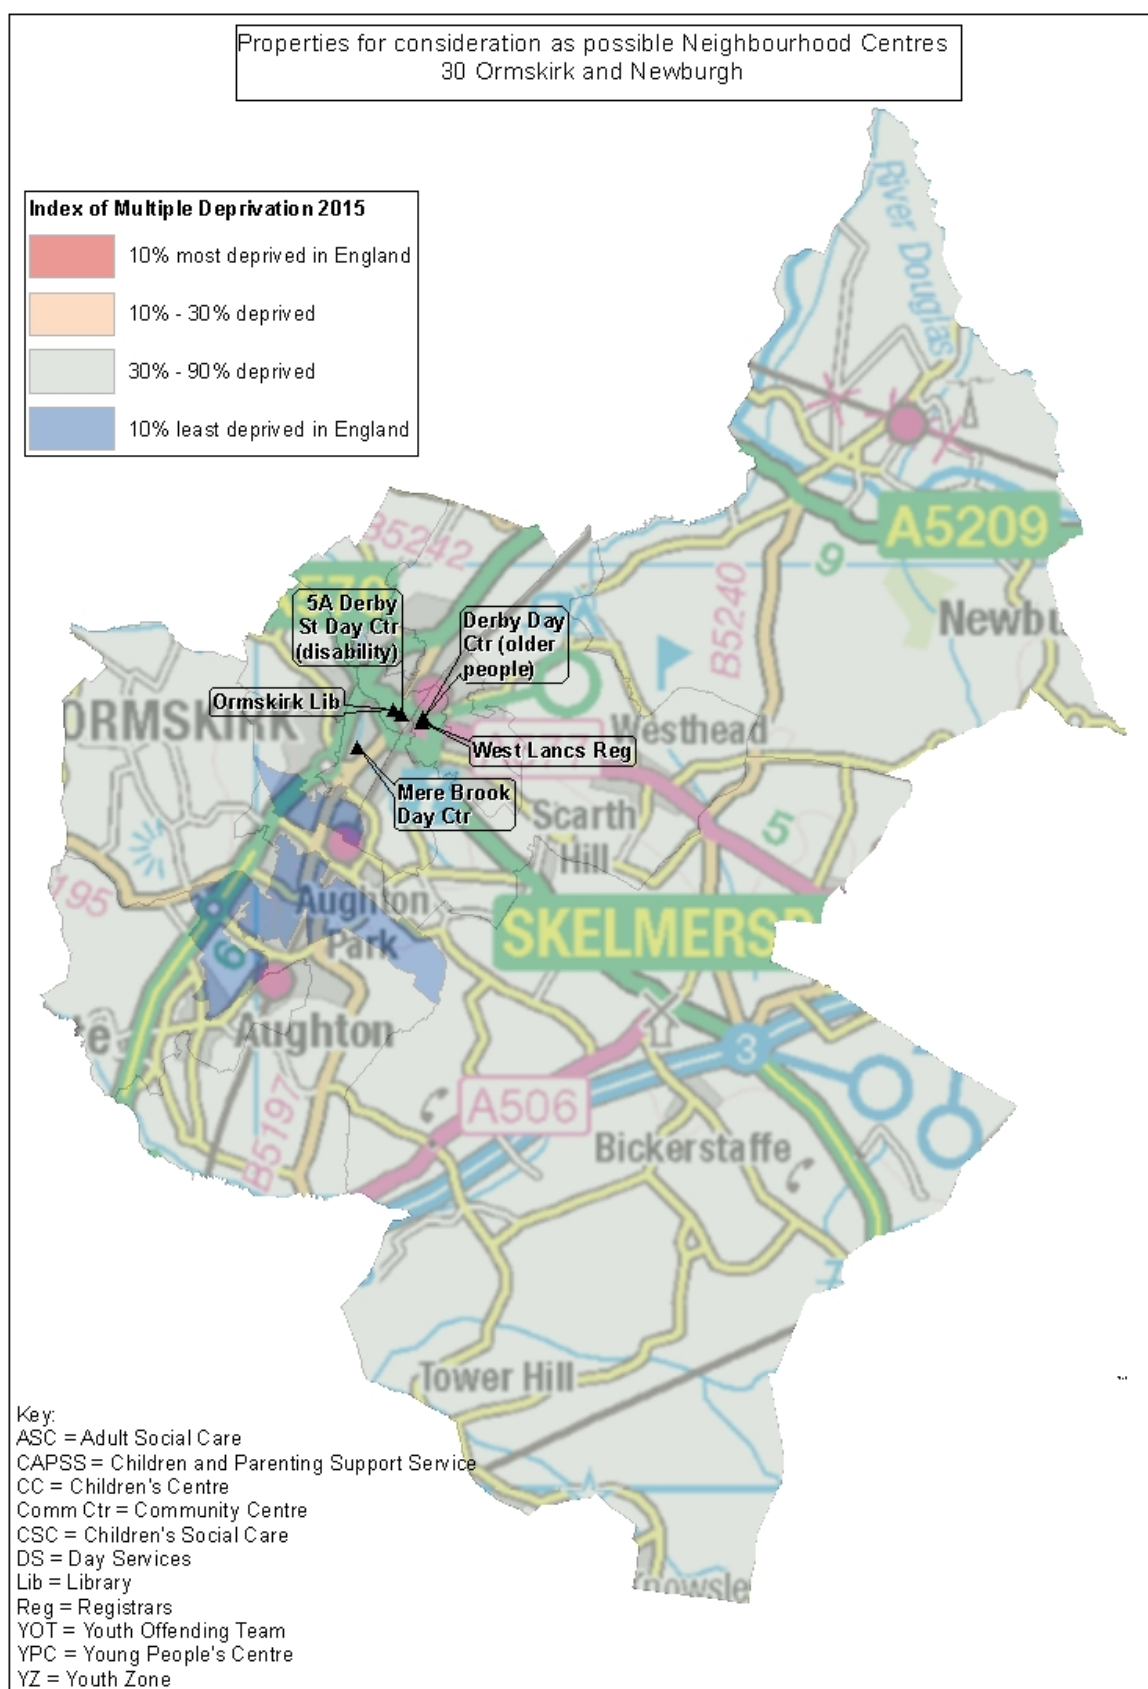 Properties for consideration as possible Neighbourhood Centres
30 Ormskirk and Newburgh
Index of Multiple Deprivation 2015
10% most deprived in England
10% - 30% deprived
30% - 90% deprived
10% least deprived in England
River Douglas
A5209
9
B5242
B5240
Newbu
5A Derby
St Day Ctr
(disability)
Derby Day
Ctr (older
people)
Ormskirk Lib
ORMSKIRK
West Lancs Reg
Westhead
Mere Brook
Day Ctr
Scarth
Hill
5
195
Aughton
Park
SKELMERSD
6
Aughton
te
3
A506
B5197
Bickerstaffe
7
Tower Hill
nowsle
Key:
ASC = Adult Social Care
CAPSS = Children and Parenting Support Service
CC = Children's Centre
Comm Ctr = Community Centre
CSC = Children's Social Care
DS = Day Services
Lib = Library
Reg = Registrars
YOT = Youth Offending Team
YPC = Young People's Centre
YZ = Youth Zone